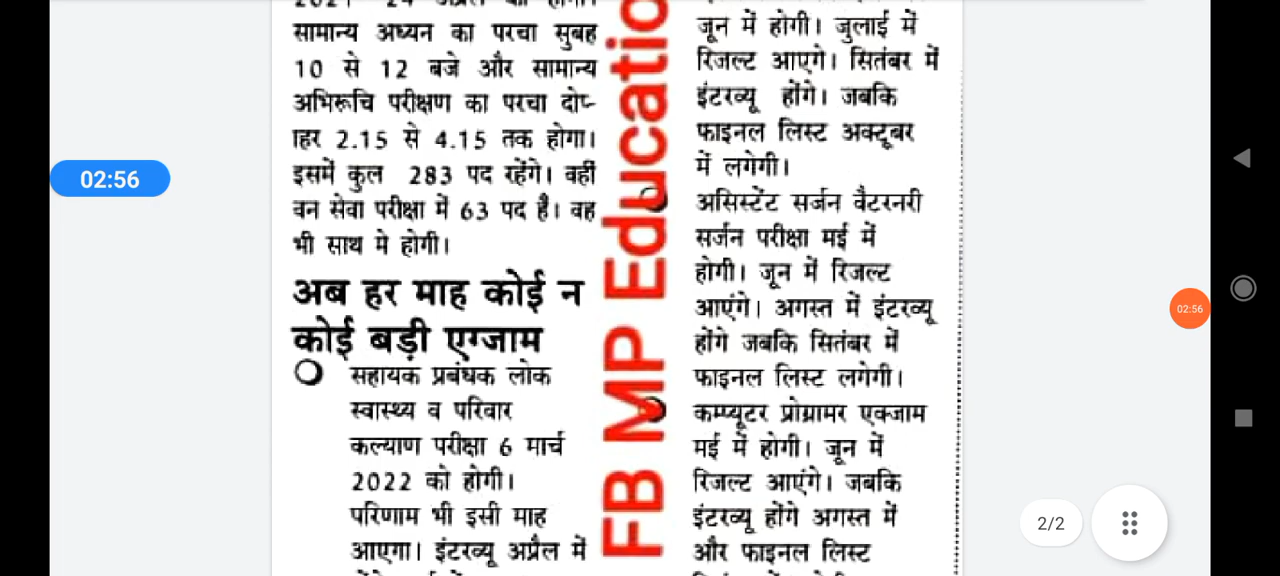 2021 24 अप्रैल को होगी।
सामान्य अध्यन का परचा सुबह
10 से 12 बजे और सामान्य
अभिरूचि परीक्षण का परचा दोप-
हर 2.15 से 4.15 तक होगा।
इसमें कुल 283 पद रहेंगे। वहीं
वन सेवा परीक्षा में 63 पद है। वह
भी साथ मे होगी।
अब हर माह कोई न
कोई बड़ी एग्जाम
सहायक प्रबंधक लोक
स्वास्थ्य व परिवार
कल्याण परीक्षा 6 मार्च
2022 को होगी।
परिणाम भी इसी माह
आएगा। इंटरव्यू अप्रैल में
FB MP Educatio
जून में होगी। जुलाई में
रिजल्ट आएगे। सितंबर में
इंटरव्यू होंगे। जबकि
फाइनल लिस्ट अक्टूबर
में लगेगी।
असिस्टेंट सर्जन वैटरनरी
सर्जन परीक्षा मई में
होगी। जून में रिजल्ट
आएंगे। अगस्त में इंटरव्यू
होंगे जबकि सितंबर में
फाइनल लिस्ट लगेगी।
कम्प्यूटर प्रोग्रामर एक्जाम
मई में होगी। जून में
रिजल्ट आएंगे। जबकि
इंटरव्यू होंगे अगस्त में
और फाइनल लिस्ट
02:56
02:56
2/2